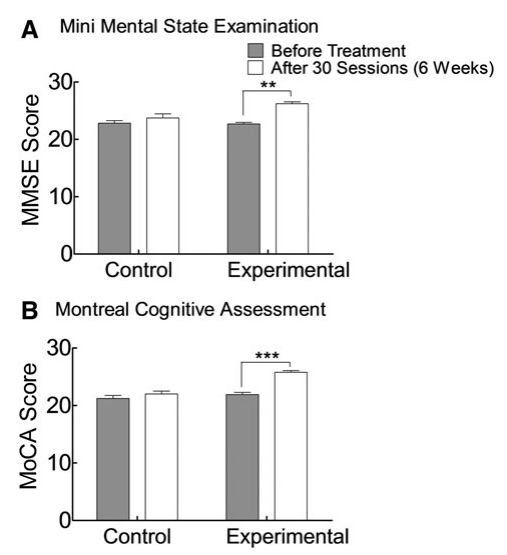 A Mini Mental State Examination
Before Treatment
After 30 Sessions (6 Weeks)
**
MMSE Score
30
20
10
0
Control Experimental
B Montreal Cognitive Assessment
***
MoCA Score
30
20
10
0
Control Experimental